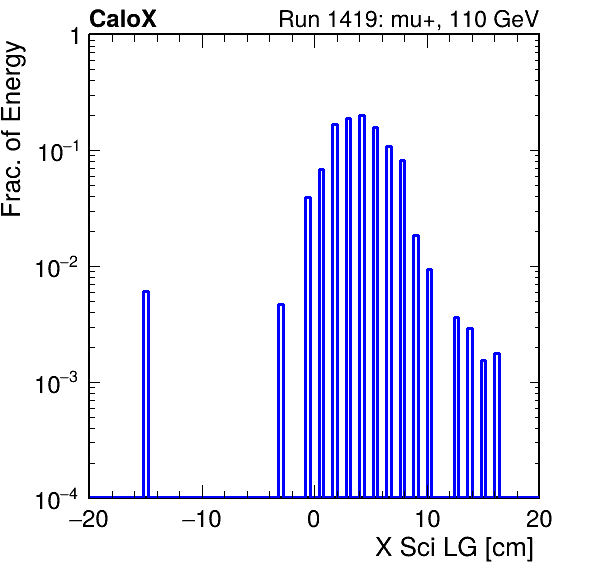 CaloX Run 1419: mu+, 110 GeV
Frac. of Energy
1
10⁻¹
10⁻²
10⁻³
10⁻⁴
−20 −10 0 10 20
X Sci LG [cm]